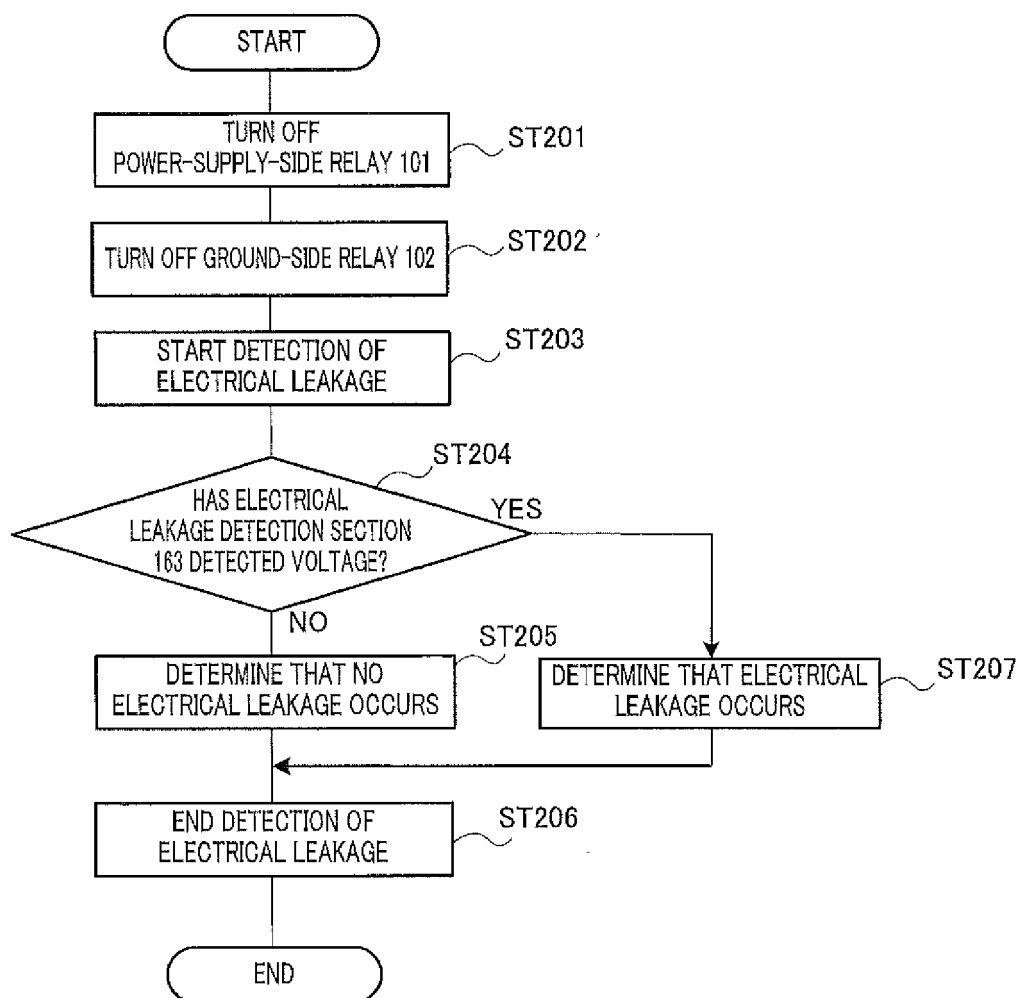 START
TURN OFF
POWER-SUPPLY-SIDE RELAY 101
ST201
TURN OFF GROUND-SIDE RELAY 102
ST202
START DETECTION OF
ELECTRICAL LEAKAGE
ST203
ST204
HAS ELECTRICAL
LEAKAGE DETECTION SECTION
163 DETECTED VOLTAGE?
YES
NO
ST205
DETERMINE THAT NO
ELECTRICAL LEAKAGE OCCURS
DETERMINE THAT ELECTRICAL
LEAKAGE OCCURS
ST207
END DETECTION OF
ELECTRICAL LEAKAGE
ST206
END